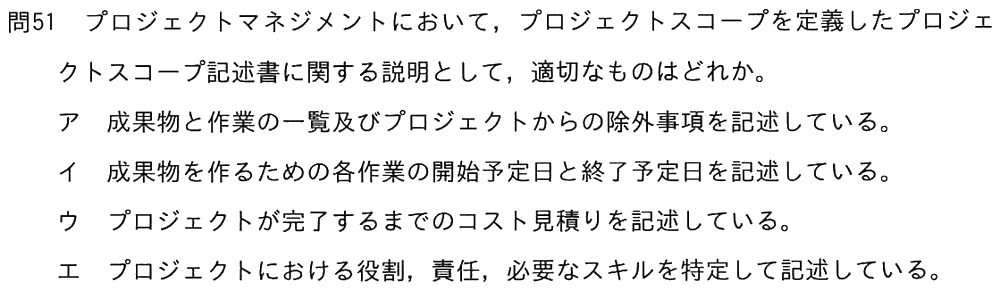 問51　プロジェクトマネジメントにおいて，プロジェクトスコープを定義したプロジェ
クトスコープ記述書に関する説明として，適切なものはどれか。
ア　成果物と作業の一覧及びプロジェクトからの除外事項を記述している。
イ　成果物を作るための各作業の開始予定日と終了予定日を記述している。
ウ　プロジェクトが完了するまでのコスト見積りを記述している。
エ　プロジェクトにおける役割，責任，必要なスキルを特定して記述している。